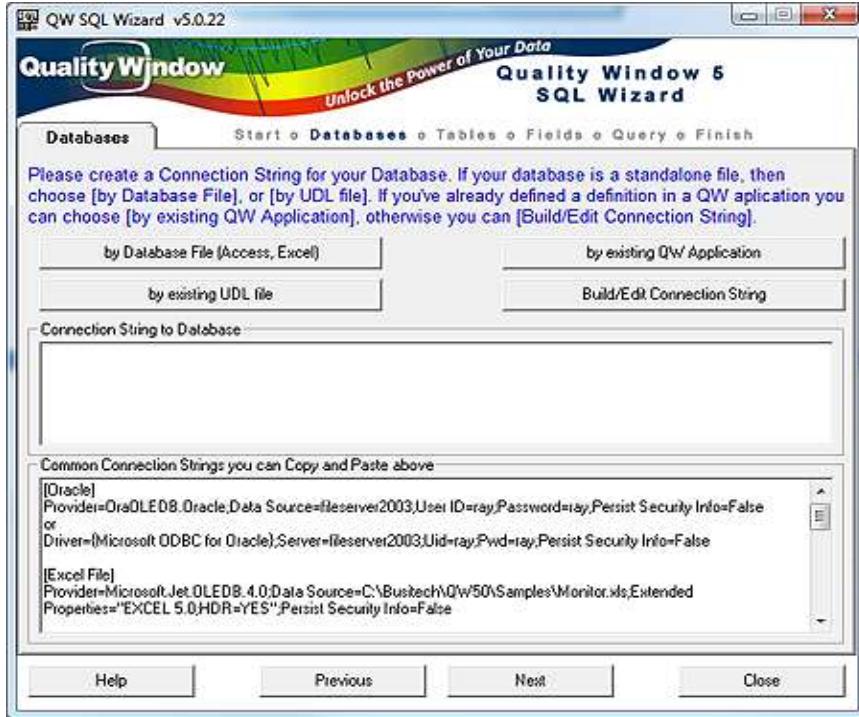 QW SQL Wizard v5.0.22
Quality Window
Unlock the Power of Your Data
Quality Window 5
SQL Wizard
Databases
Start o Databases o Tables o Fields o Query o Finish
Please create a Connection String for your Database. If your database is a standalone file, then
choose [by Database File], or [by UDL file]. If you've already defined a definition in a QW aplication you
can choose [by existing QW Application], otherwise you can [Build/Edit Connection String].
by Database File (Access, Excel)
by existing QW Application
by existing UDL file
Build/Edit Connection String
Connection String to Database
Common Connection Strings you can Copy and Paste above
[Oracle]
Provider=OraOLEDB.Oracle;Data Source=fileserver2003;User ID=ray;Password=ray;Persist Security Info=False
or
Driver={Microsoft ODBC for Oracle};Server=fileserver2003;Uid=ray;Pwd=ray;Persist Security Info=False
[Excel File]
Provider=Microsoft.Jet.OLEDB.4.0;Data Source=C:\Busitech\QW50\Samples\Monitor.xls;Extended
Properties="EXCEL 5.0;HDR=YES";Persist Security Info=False
Help
Previous
Next
Close